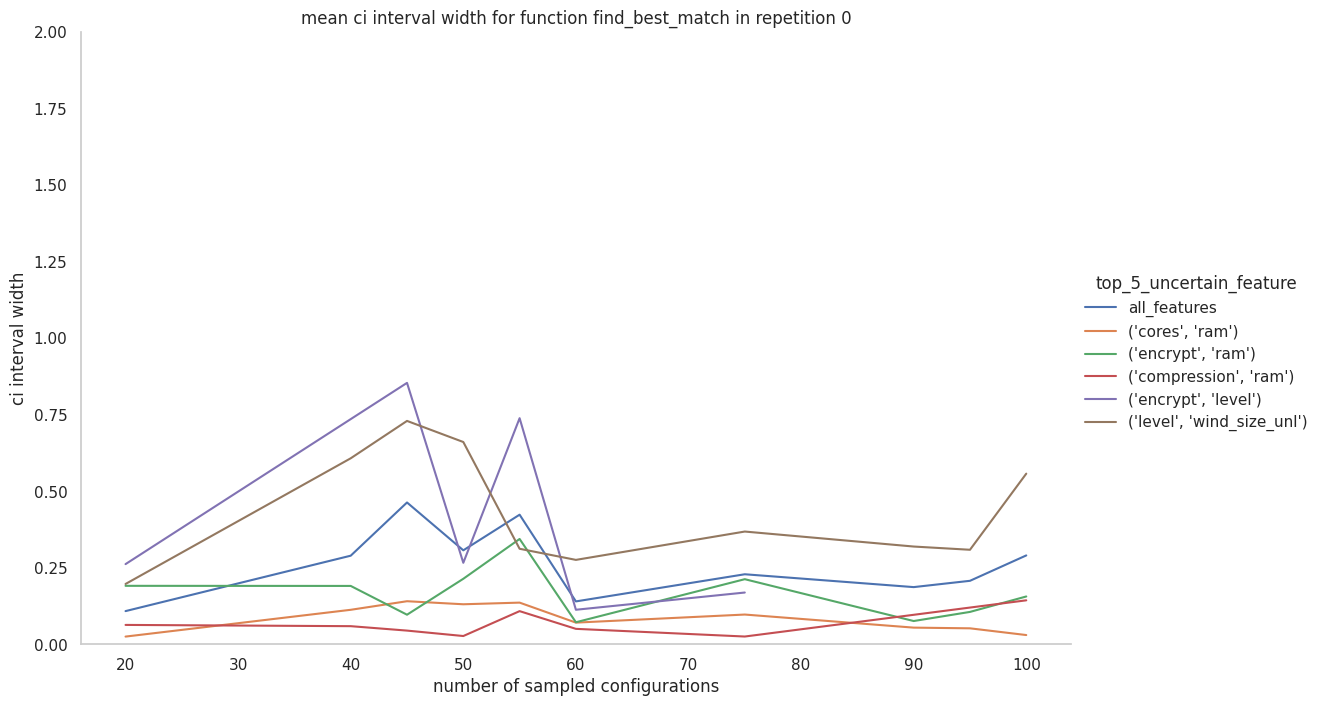 mean ci interval width for function find_best_match in repetition 0
2.00
1.75
1.50
1.25
1.00
0.75
0.50
0.25
0.00
ci interval width
20 30 40 50 60 70 80 90 100
number of sampled configurations
top_5_uncertain_feature
all_features
('cores', 'ram')
('encrypt', 'ram')
('compression', 'ram')
('encrypt', 'level')
('level', 'wind_size_unl')